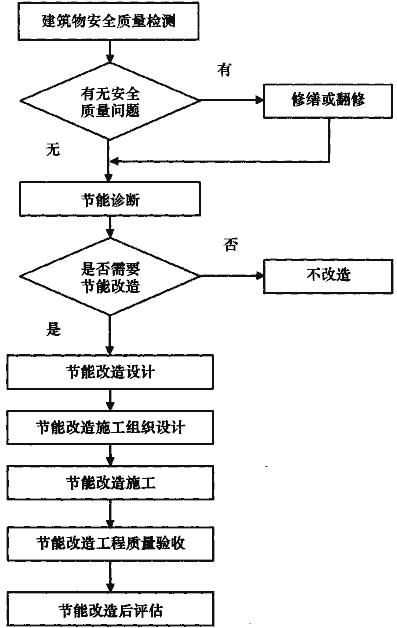 建筑物安全质量检测
有
有无安全
质量问题
修缮或翻修
无
节能诊断
否
是否需要
节能改造
不改造
是
节能改造设计
节能改造施工组织设计
节能改造施工
节能改造工程质量验收
节能改造后评估